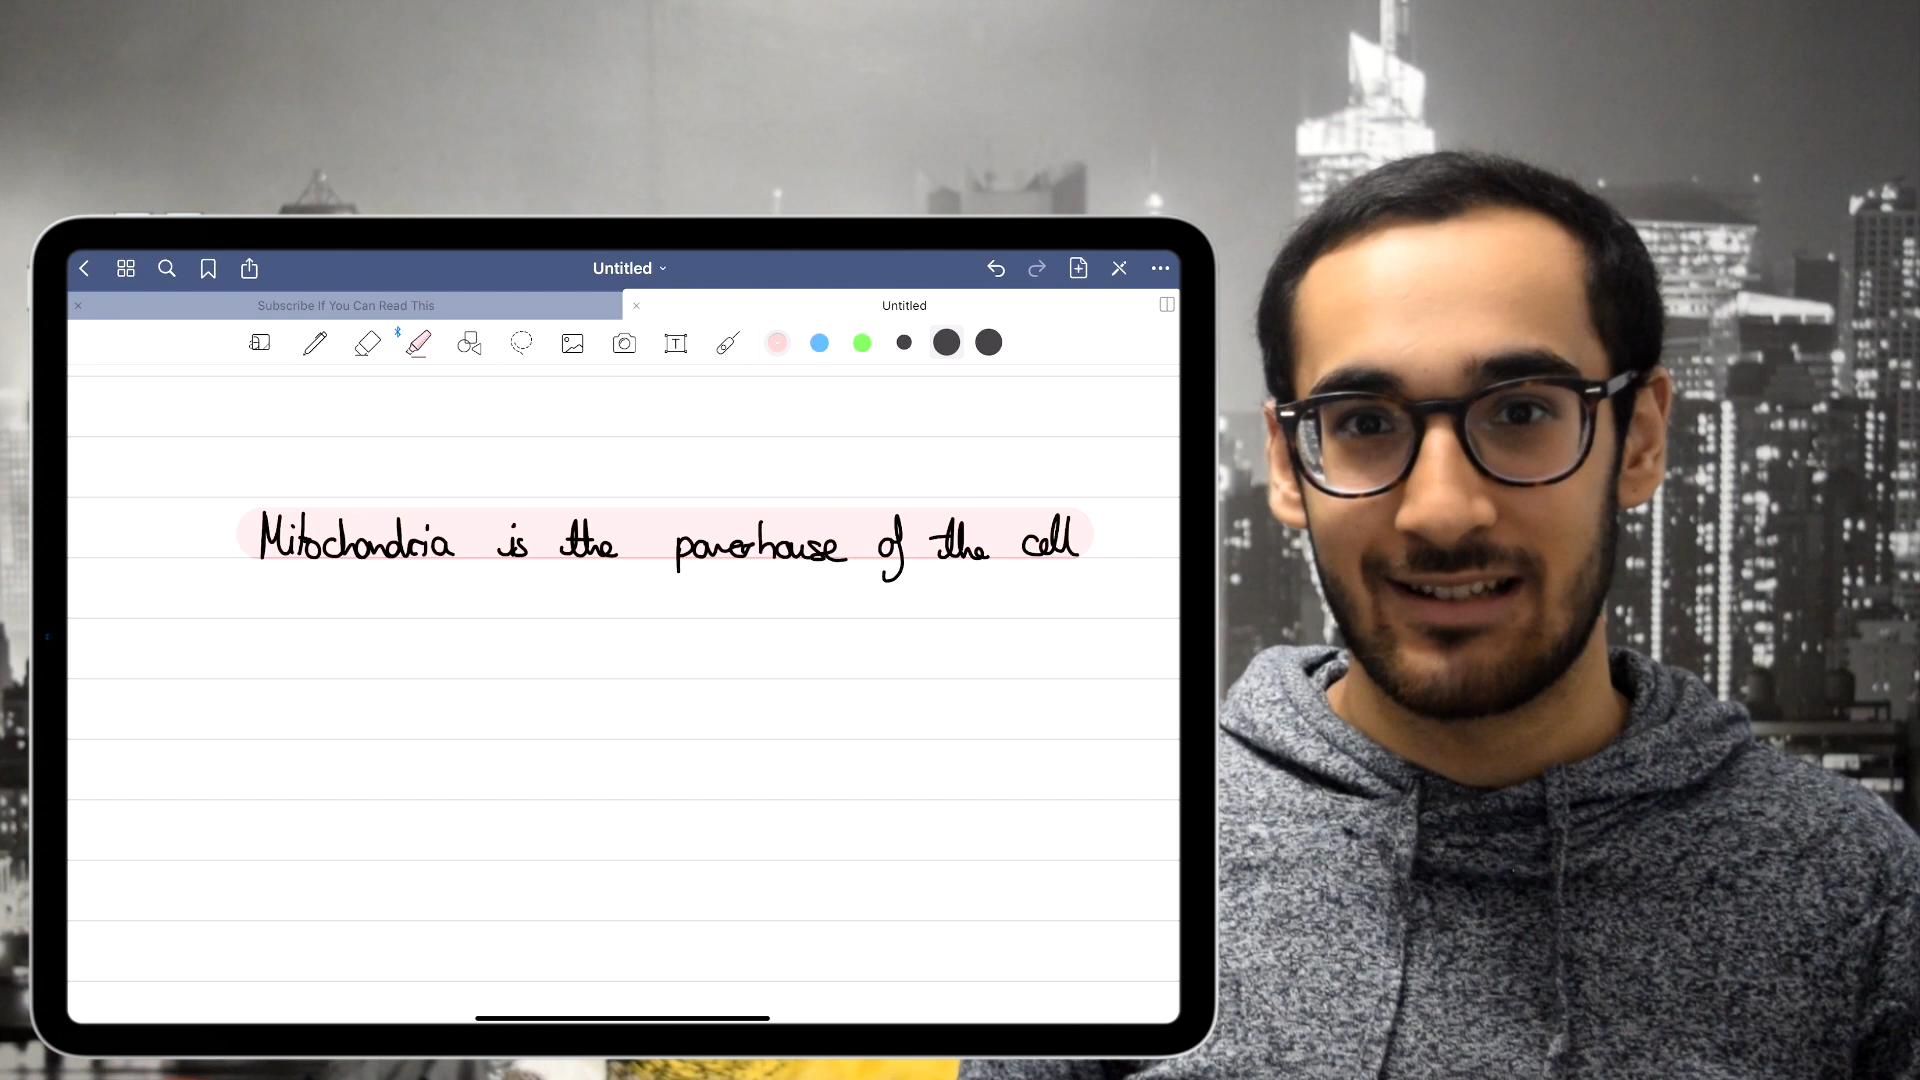 Untitled
Subscribe If You Can Read This
Untitled
T
Mitochondria is the powerhouse of the cell